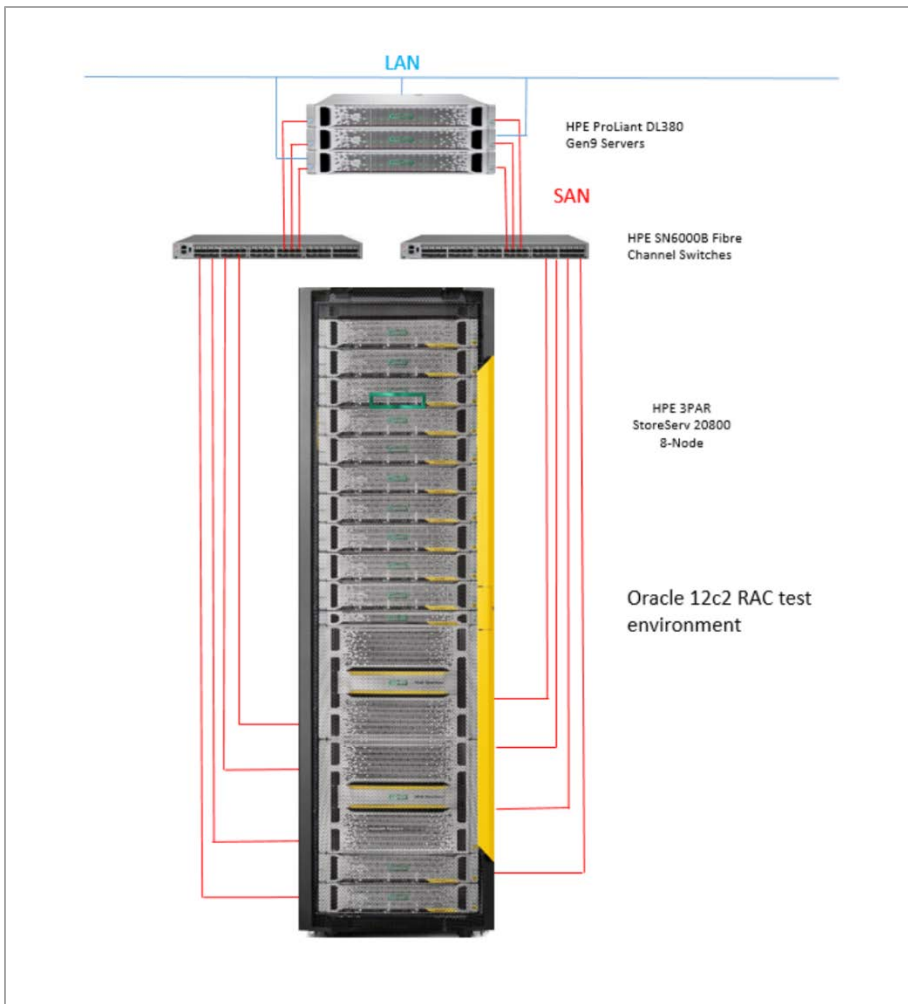 LAN
HPE ProLiant DL380
Gen9 Servers
SAN
HPE SN6000B Fibre
Channel Switches
HPE 3PAR
StoreServ 20800
8-Node
Oracle 12c2 RAC test
environment